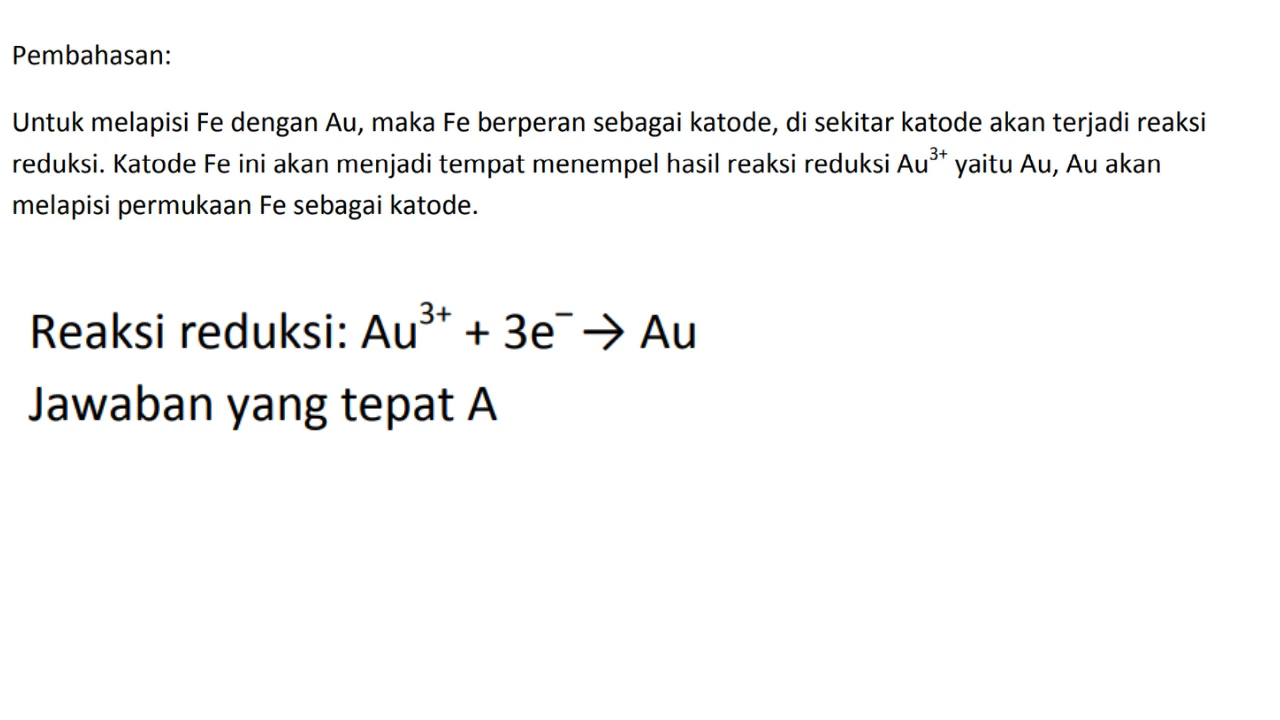 Pembahasan:
Untuk melapisi Fe dengan Au, maka Fe berperan sebagai katode, di sekitar katode akan terjadi reaksi
reduksi. Katode Fe ini akan menjadi tempat menempel hasil reaksi reduksi Au³⁺ yaitu Au, Au akan
melapisi permukaan Fe sebagai katode.
Reaksi reduksi: Au³⁺ + 3e⁻ → Au
Jawaban yang tepat A